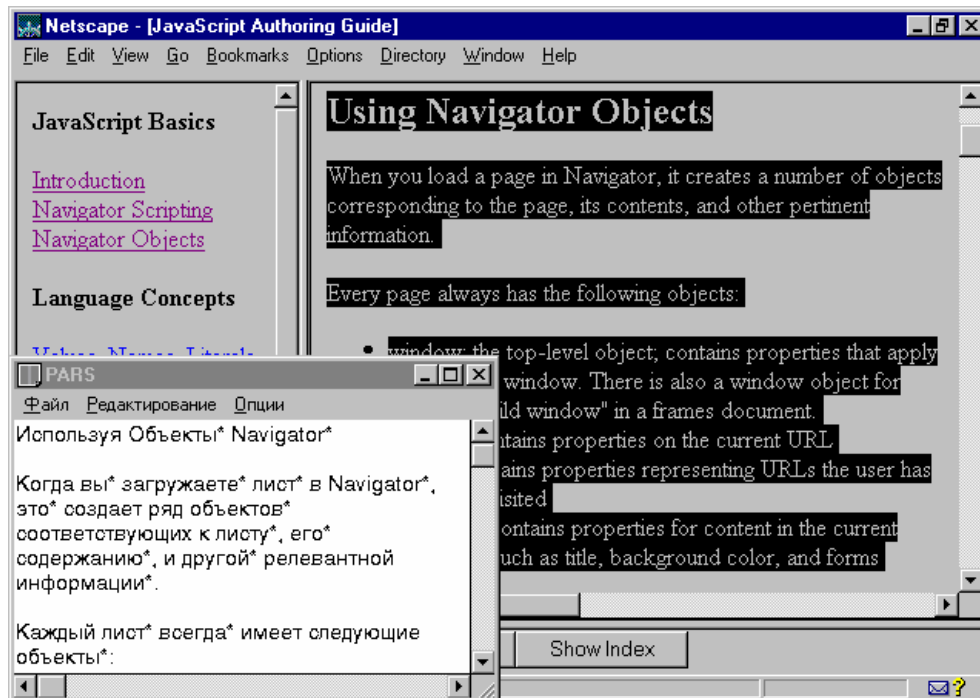 Netscape - [JavaScript Authoring Guide]
File Edit View Go Bookmarks Options Directory Window Help
JavaScript Basics
Introduction
Navigator Scripting
Navigator Objects
Language Concepts
Values, Names, Literals
Using Navigator Objects
When you load a page in Navigator, it creates a number of objects
corresponding to the page, its contents, and other pertinent
information.
Every page always has the following objects:
• window: the top-level object; contains properties that apply
window. There is also a window object for
ild window" in a frames document.
ntains properties on the current URL
ains properties representing URLs the user has
isited
ontains properties for content in the current
uch as title, background color, and forms
Show Index
PARS
Файл Редактирование Опции
Используя Объекты* Navigator*
Когда вы* загружаете* лист* в Navigator*,
это* создает ряд объектов*
соответствующих к листу*, его*
содержанию*, и другой* релевантной
информации*.
Каждый лист* всегда* имеет следующие
объекты*: